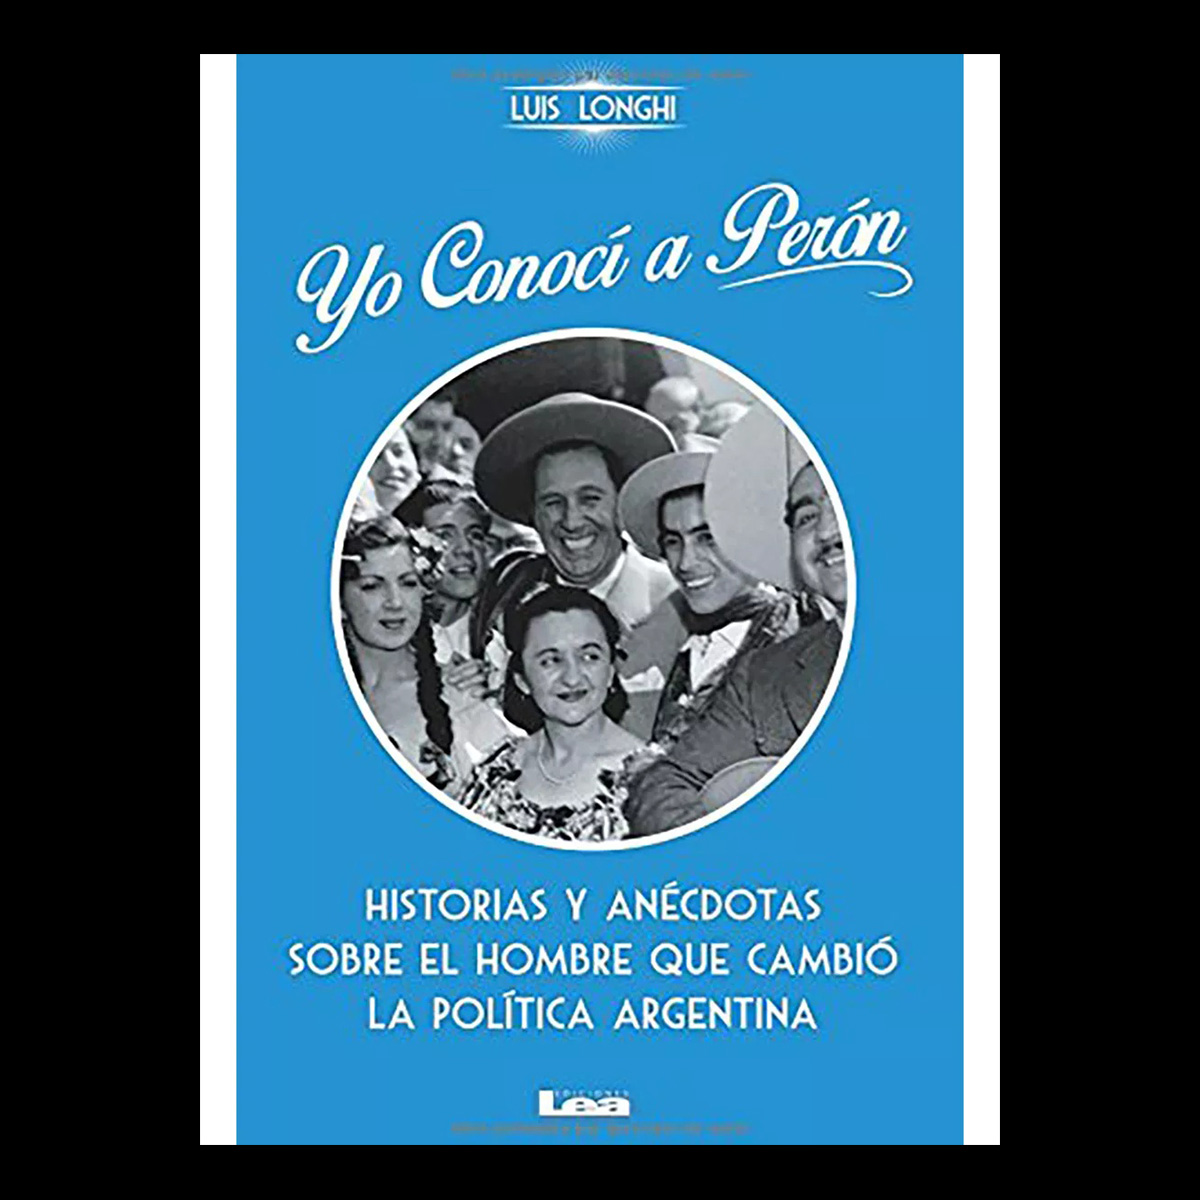 LUIS LONGHI
Yo Conocí a Perón
HISTORIAS Y ANÉCDOTAS
SOBRE EL HOMBRE QUE CAMBIÓ
LA POLÍTICA ARGENTINA
EDICIONES
Lea